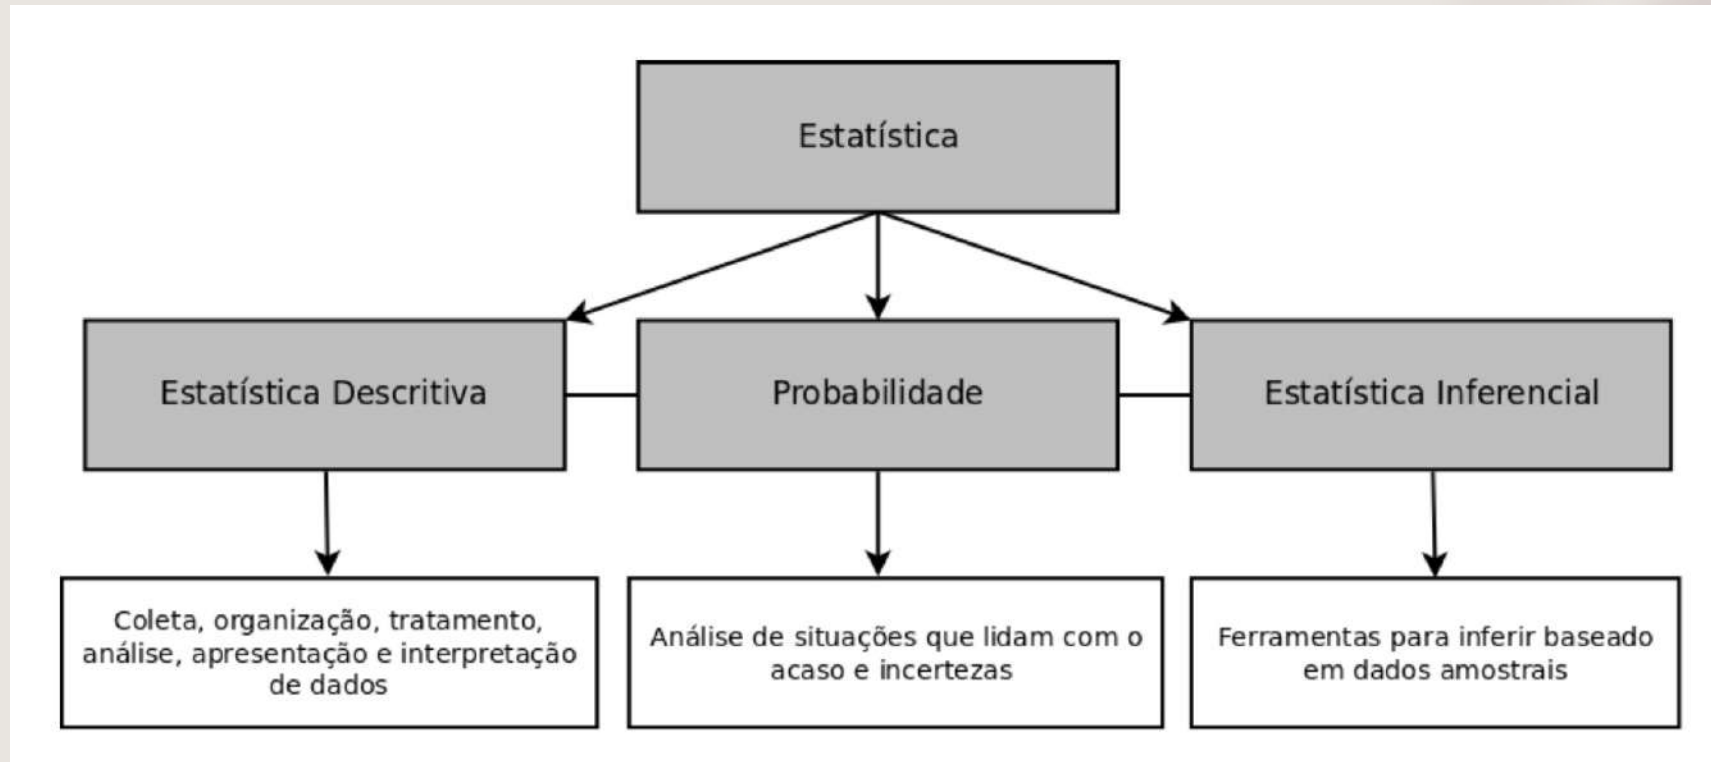 Estatística
Estatística Descritiva
Probabilidade
Estatística Inferencial
Coleta, organização, tratamento,
análise, apresentação e interpretação
de dados
Análise de situações que lidam com o
acaso e incertezas
Ferramentas para inferir baseado
em dados amostrais